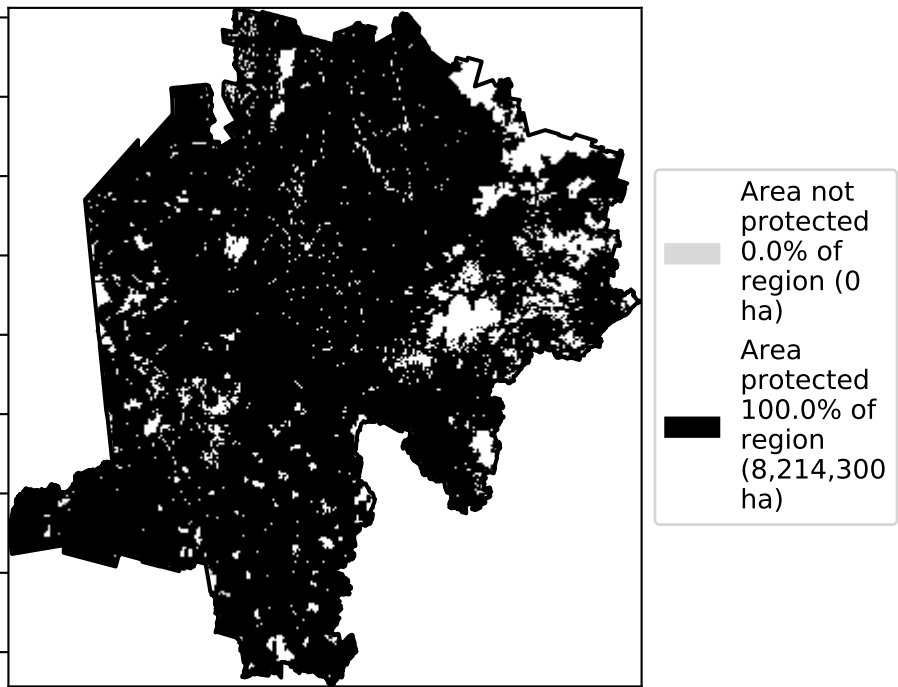 Area not
protected
0.0% of
region (0
ha)
Area
protected
100.0% of
region
(8,214,300
ha)